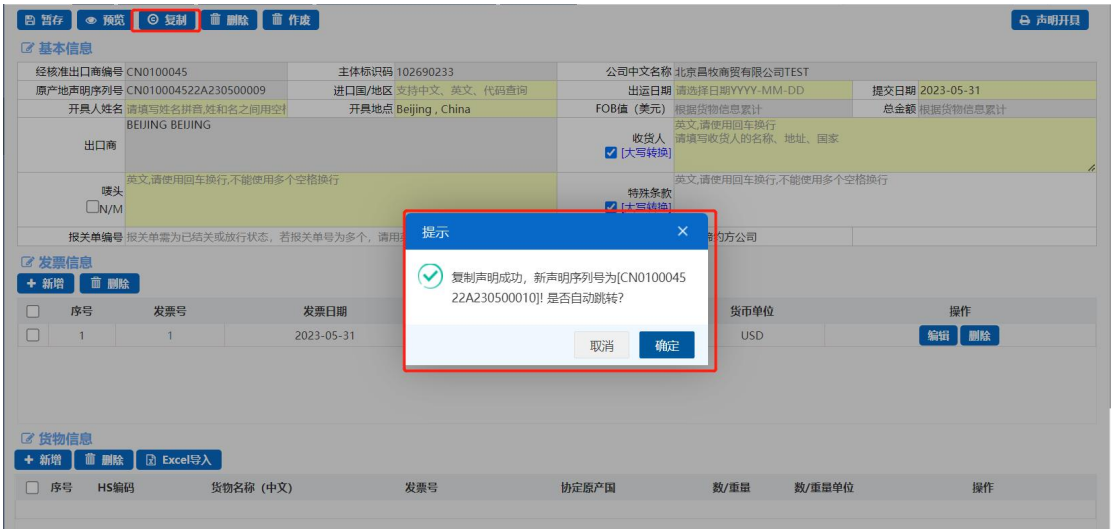 暂存 预览 复制 删除 作废 声明开具
基本信息
经核准出口商编号 CN0100045 主体标识码 102690233 公司中文名称 北京昌牧商贸有限公司TEST
原产地声明序列号 CN010004522A230500009 进口国/地区 支持中文、英文、代码查询 出运日期 请选择日期YYYY-MM-DD 提交日期 2023-05-31
开具人姓名 请填写姓名拼音,姓和名之间用空 开具地点 Beijing , China FOB值（美元） 根据货物信息累计 总金额 根据货物信息累计
出口商 BEIJING BEIJING
收货人 英文,请使用回车换行
请填写收货人的名称、地址、国家
[大写转换]
唛头 英文,请使用回车换行,不能使用多个空格换行
N/M
特殊条款 英文,请使用回车换行,不能使用多个空格换行
[大写转换]
报关单编号 报关单需为已结关或放行状态，若报关单号为多个，请用 方公司
提示
复制声明成功，新声明序列号为[CN0100045
22A230500010]! 是否自动跳转?
取消 确定
发票信息
新增 删除
序号 发票号 发票日期 货币单位 操作
1 1 2023-05-31 USD 编辑 删除
货物信息
新增 删除 Excel导入
序号 HS编码 货物名称（中文） 发票号 协定原产国 数/重量 数/重量单位 操作